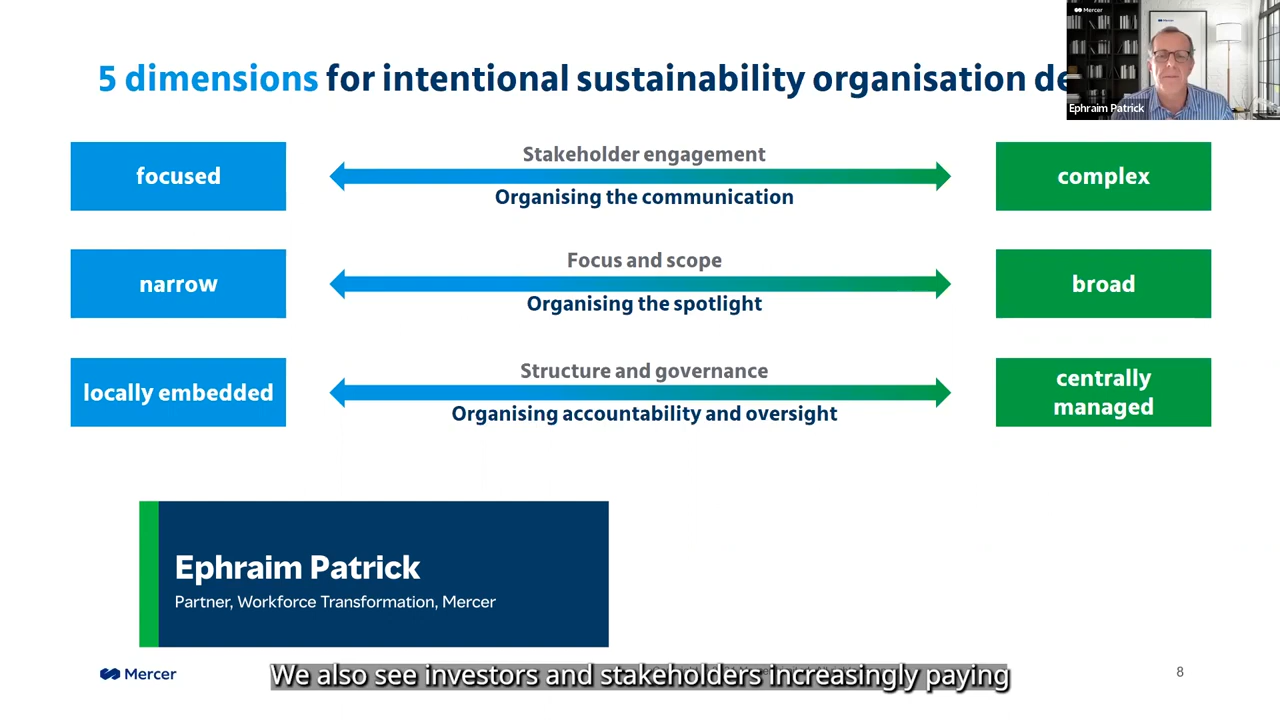 5 dimensions for intentional sustainability organisation de
Mercer
Ephraim Patrick
focused
Stakeholder engagement
Organising the communication
complex
narrow
Focus and scope
Organising the spotlight
broad
locally embedded
Structure and governance
Organising accountability and oversight
centrally
managed
Ephraim Patrick
Partner, Workforce Transformation, Mercer
Mercer
We also see investors and stakeholders increasingly paying
8